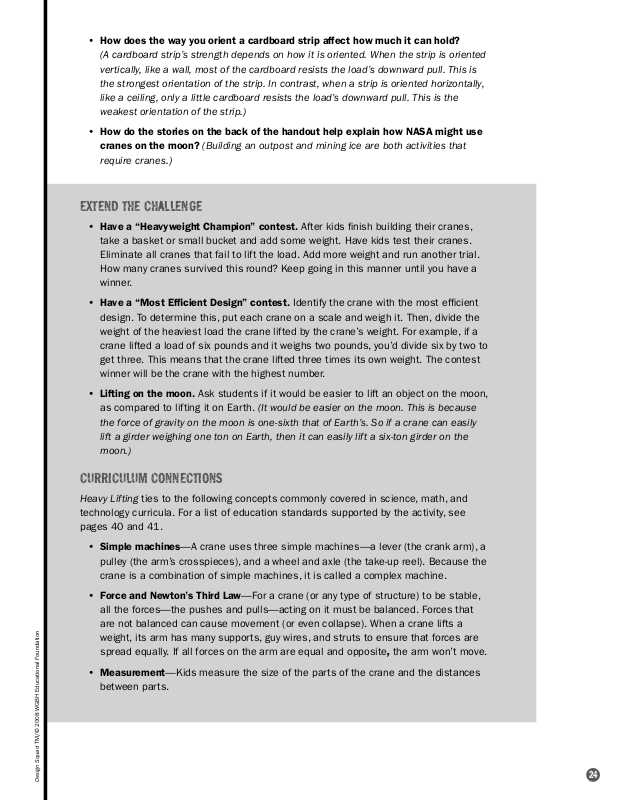 • How does the way you orient a cardboard strip affect how much it can hold?
(A cardboard strip's strength depends on how it is oriented. When the strip is oriented
vertically, like a wall, most of the cardboard resists the load's downward pull. This is
the strongest orientation of the strip. In contrast, when a strip is oriented horizontally,
like a ceiling, only a little cardboard resists the load's downward pull. This is the
weakest orientation of the strip.)
• How do the stories on the back of the handout help explain how NASA might use
cranes on the moon? (Building an outpost and mining ice are both activities that
require cranes.)
EXTEND THE CHALLENGE
• Have a “Heavyweight Champion” contest. After kids finish building their cranes,
take a basket or small bucket and add some weight. Have kids test their cranes.
Eliminate all cranes that fail to lift the load. Add more weight and run another trial.
How many cranes survived this round? Keep going in this manner until you have a
winner.
• Have a “Most Efficient Design” contest. Identify the crane with the most efficient
design. To determine this, put each crane on a scale and weigh it. Then, divide the
weight of the heaviest load the crane lifted by the crane's weight. For example, if a
crane lifted a load of six pounds and it weighs two pounds, you'd divide six by two to
get three. This means that the crane lifted three times its own weight. The contest
winner will be the crane with the highest number.
• Lifting on the moon. Ask students if it would be easier to lift an object on the moon,
as compared to lifting it on Earth. (It would be easier on the moon. This is because
the force of gravity on the moon is one-sixth that of Earth's. So if a crane can easily
lift a girder weighing one ton on Earth, then it can easily lift a six-ton girder on the
moon.)
CURRICULUM CONNECTIONS
Heavy Lifting ties to the following concepts commonly covered in science, math, and
technology curricula. For a list of education standards supported by the activity, see
pages 40 and 41.
• Simple machines—A crane uses three simple machines—a lever (the crank arm), a
pulley (the arm's crosspieces), and a wheel and axle (the take-up reel). Because the
crane is a combination of simple machines, it is called a complex machine.
• Force and Newton's Third Law—For a crane (or any type of structure) to be stable,
all the forces—the pushes and pulls—acting on it must be balanced. Forces that
are not balanced can cause movement (or even collapse). When a crane lifts a
weight, its arm has many supports, guy wires, and struts to ensure that forces are
spread equally. If all forces on the arm are equal and opposite, the arm won't move.
• Measurement—Kids measure the size of the parts of the crane and the distances
between parts.
Design Squad TM/© 2008 WGBH Educational Foundation
24